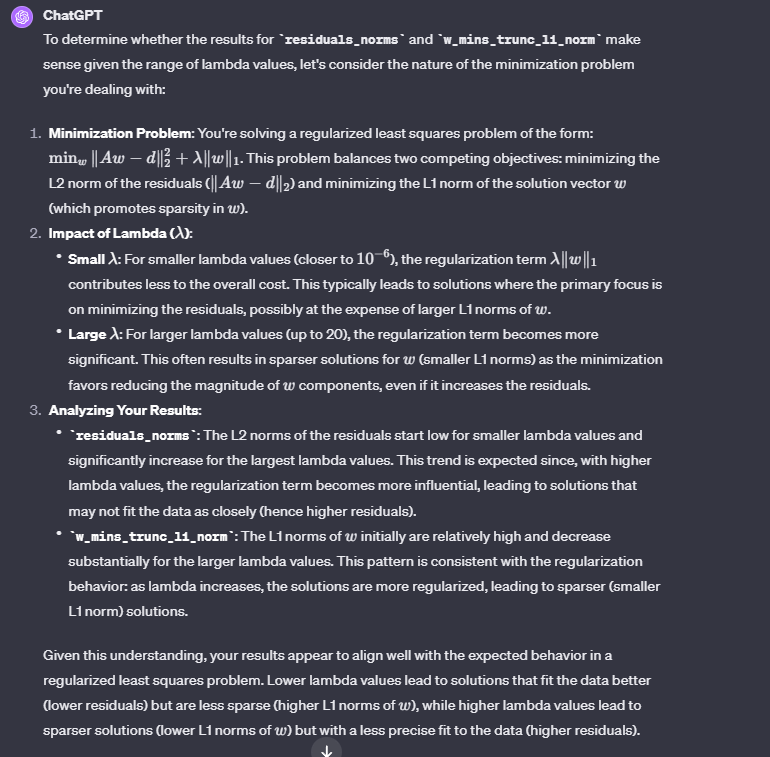 ChatGPT
To determine whether the results for `residuals_norms` and `w_mins_trunc_l1_norm` make
sense given the range of lambda values, let's consider the nature of the minimization problem
you're dealing with:
1. Minimization Problem: You're solving a regularized least squares problem of the form:
min_w ‖Aw − d‖₂² + λ‖w‖₁. This problem balances two competing objectives: minimizing the
L2 norm of the residuals (‖Aw − d‖₂) and minimizing the L1 norm of the solution vector w
(which promotes sparsity in w).
2. Impact of Lambda (λ):
• Small λ: For smaller lambda values (closer to 10⁻⁶), the regularization term λ‖w‖₁
contributes less to the overall cost. This typically leads to solutions where the primary focus is
on minimizing the residuals, possibly at the expense of larger L1 norms of w.
• Large λ: For larger lambda values (up to 20), the regularization term becomes more
significant. This often results in sparser solutions for w (smaller L1 norms) as the minimization
favors reducing the magnitude of w components, even if it increases the residuals.
3. Analyzing Your Results:
• `residuals_norms`: The L2 norms of the residuals start low for smaller lambda values and
significantly increase for the largest lambda values. This trend is expected since, with higher
lambda values, the regularization term becomes more influential, leading to solutions that
may not fit the data as closely (hence higher residuals).
• `w_mins_trunc_l1_norm`: The L1 norms of w initially are relatively high and decrease
substantially for the larger lambda values. This pattern is consistent with the regularization
behavior: as lambda increases, the solutions are more regularized, leading to sparser (smaller
L1 norm) solutions.
Given this understanding, your results appear to align well with the expected behavior in a
regularized least squares problem. Lower lambda values lead to solutions that fit the data better
(lower residuals) but are less sparse (higher L1 norms of w), while higher lambda values lead to
sparser solutions (lower L1 norms of w) but with a less precise fit to the data (higher residuals).